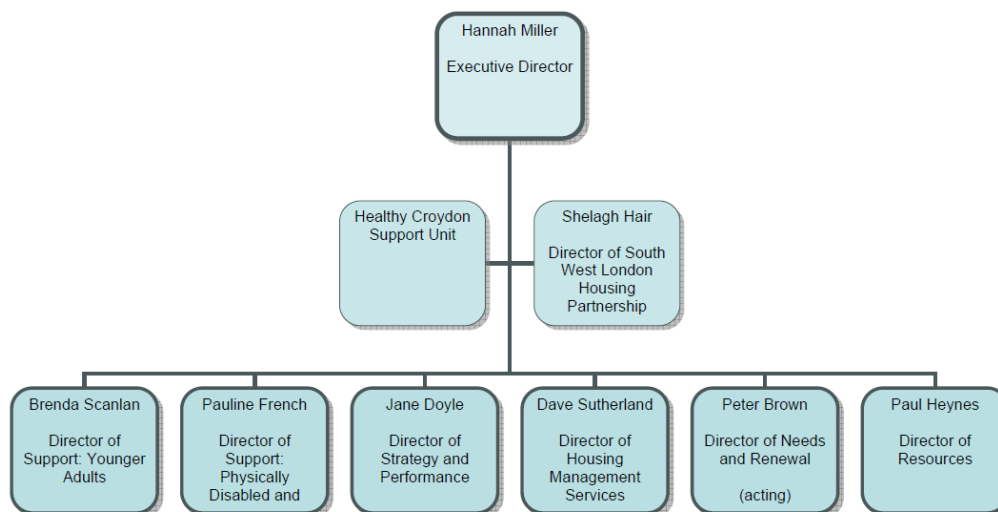 Hannah Miller
Executive Director
Healthy Croydon
Support Unit
Shelagh Hair
Director of South
West London
Housing
Partnership
Brenda Scanlan
Director of
Support: Younger
Adults
Pauline French
Director of
Support:
Physically
Disabled and
Jane Doyle
Director of
Strategy and
Performance
Dave Sutherland
Director of
Housing
Management
Services
Peter Brown
Director of Needs
and Renewal
(acting)
Paul Heynes
Director of
Resources